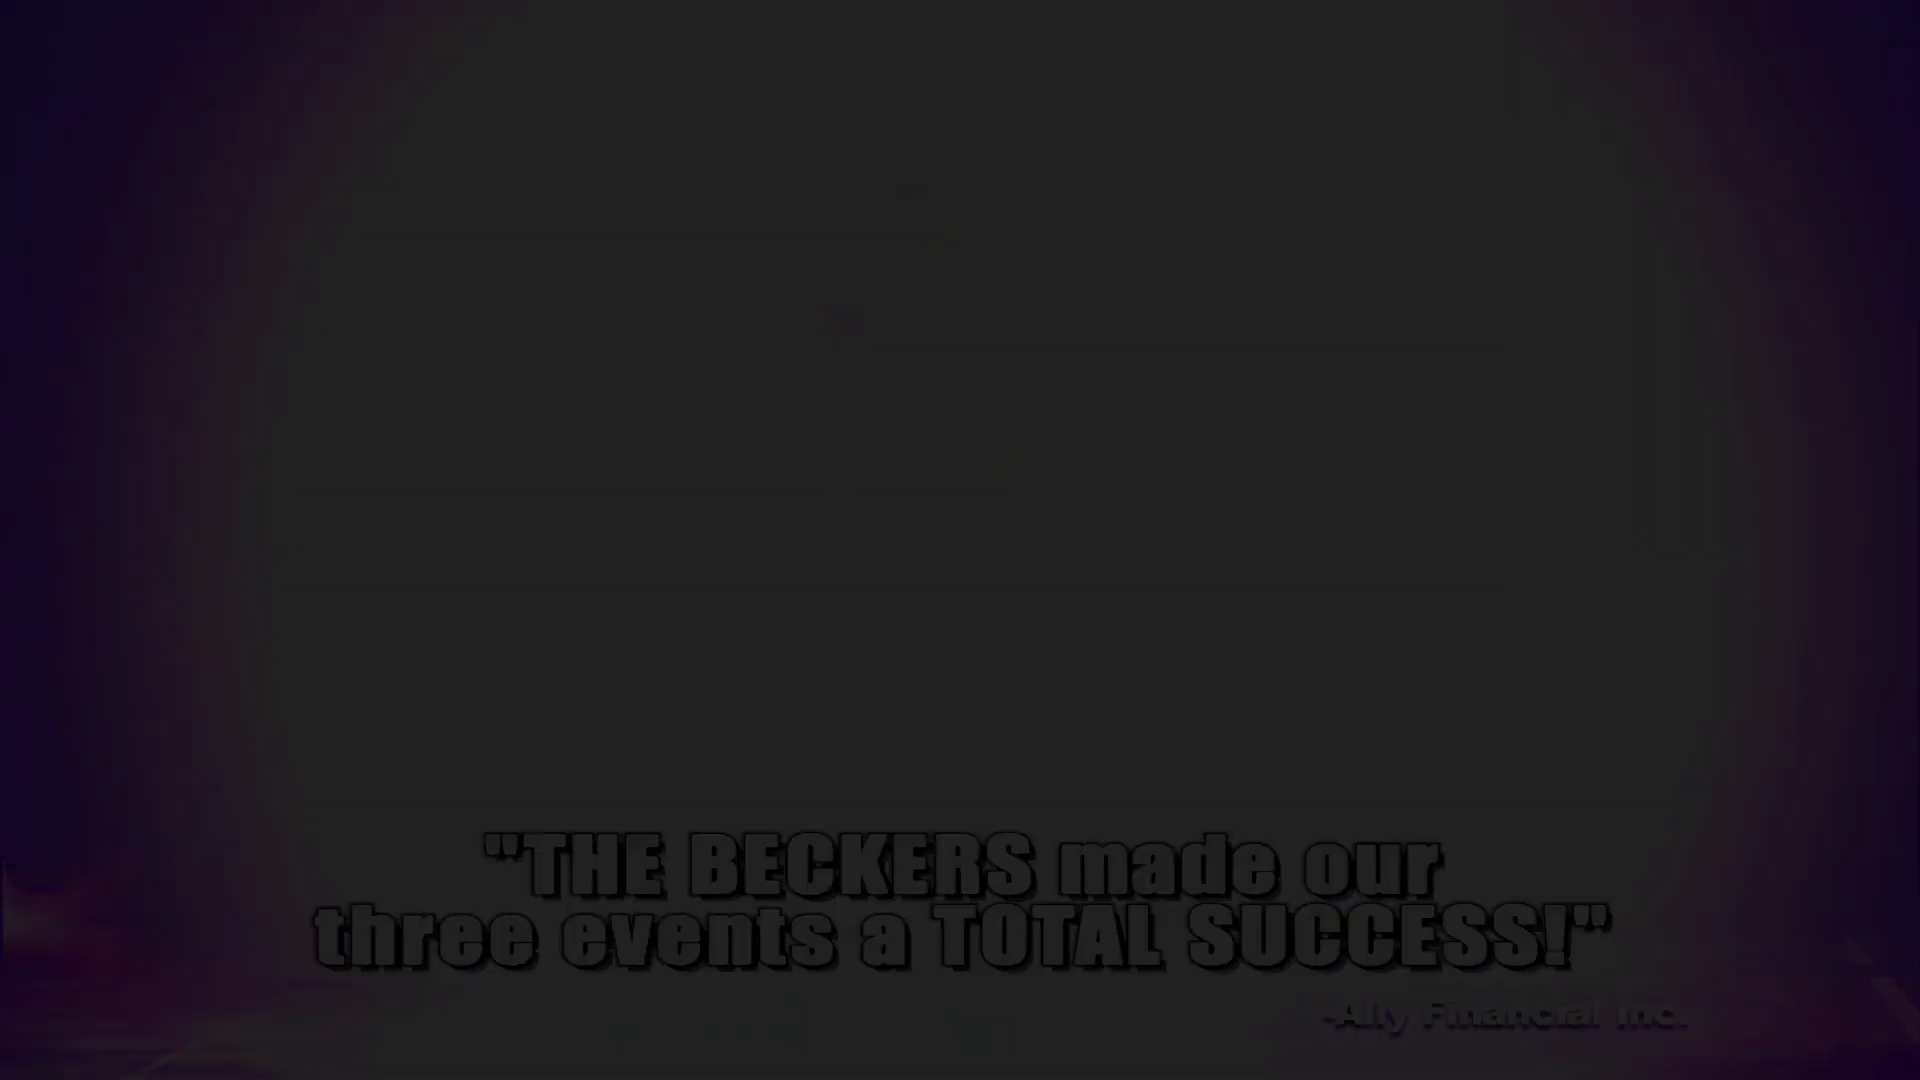 "THE BECKERS made our
three events a TOTAL SUCCESS!"
-Ally Financial Inc.